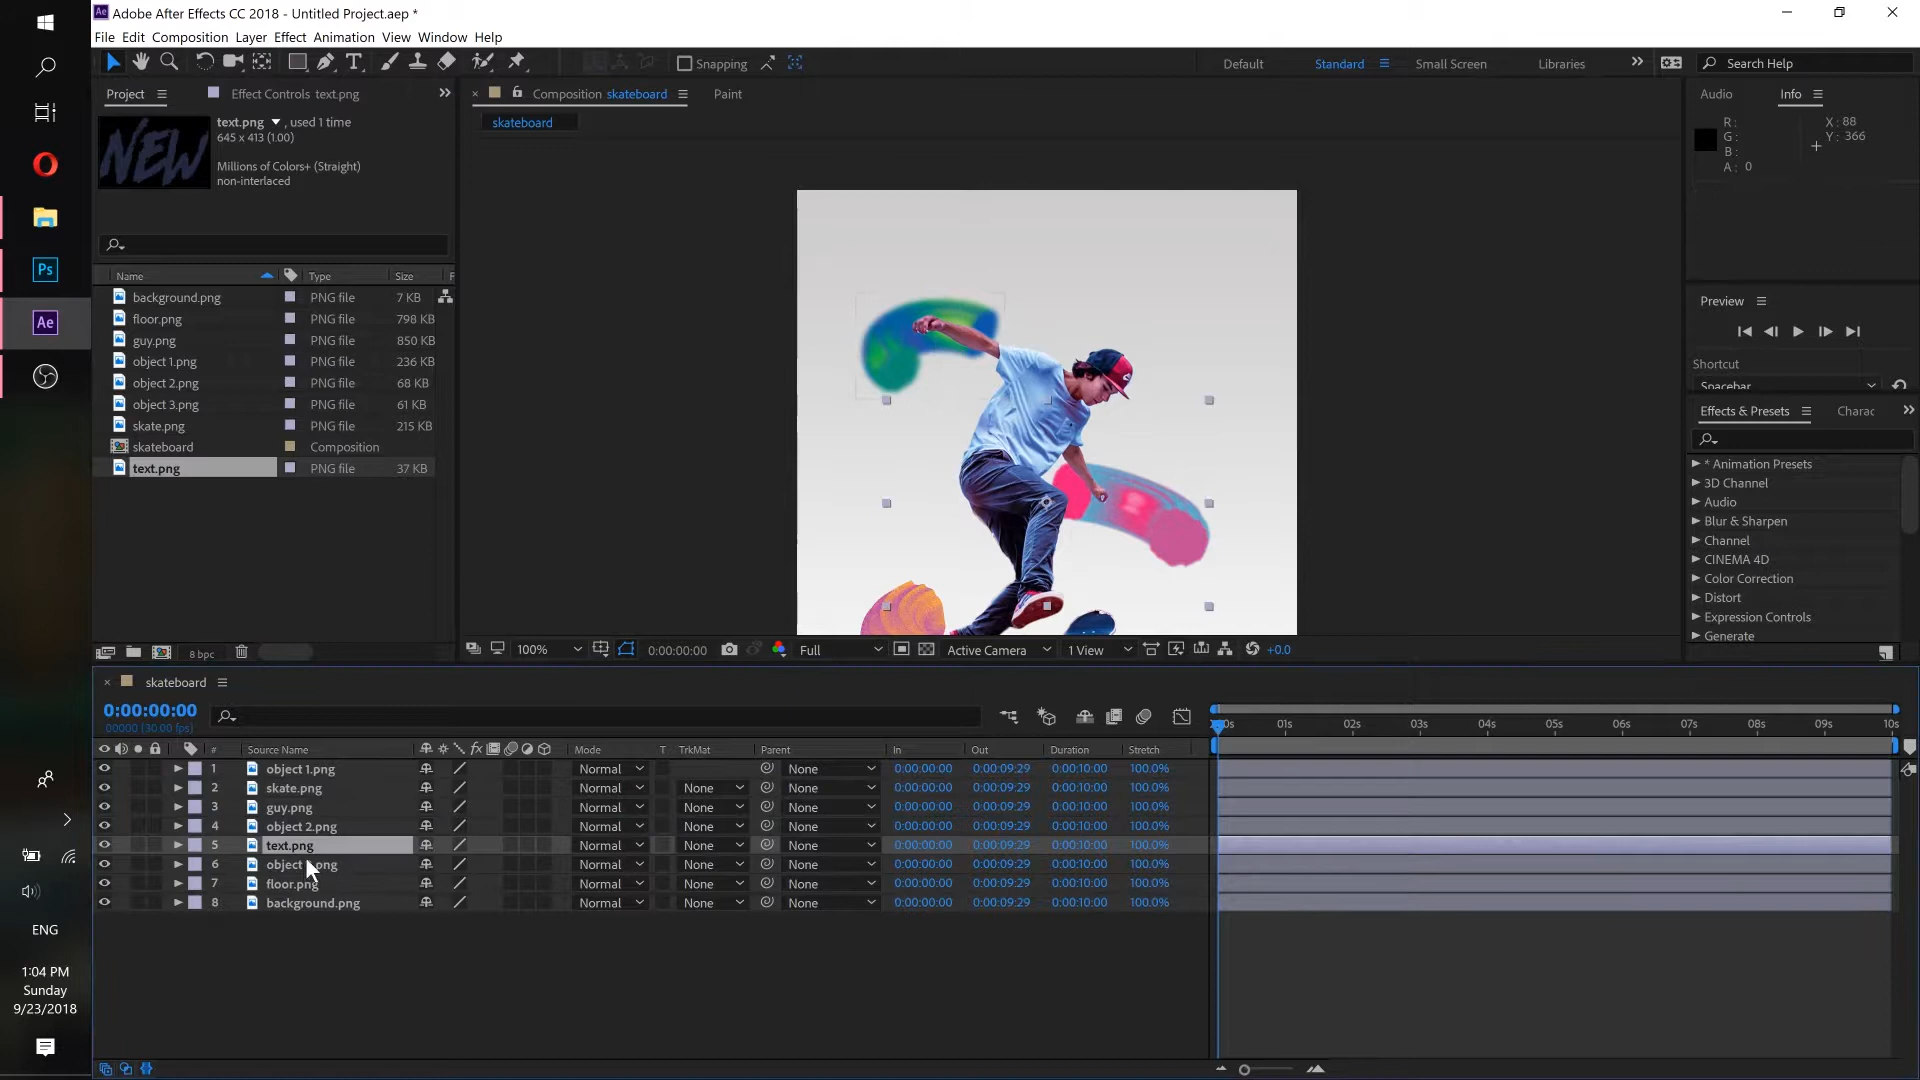 Ae Adobe After Effects CC 2018 - Untitled Project.aep *
File Edit Composition Layer Effect Animation View Window Help
Snapping
Default Standard Small Screen Libraries Search Help
Project Effect Controls text.png
Composition skateboard Paint
Audio Info
NEW
text.png , used 1 time
645 x 413 (1.00)
Millions of Colors+ (Straight)
non-interlaced
skateboard
R: X: 88
G: Y: 366
B:
A: 0
Name Type Size F
background.png PNG file 7 KB
floor.png PNG file 798 KB
guy.png PNG file 850 KB
object 1.png PNG file 236 KB
object 2.png PNG file 68 KB
object 3.png PNG file 61 KB
skate.png PNG file 215 KB
skateboard Composition
text.png PNG file 37 KB
Preview
Shortcut
Spacebar
Effects & Presets Charac
* Animation Presets
3D Channel
Audio
Blur & Sharpen
Channel
CINEMA 4D
Color Correction
Distort
Expression Controls
Generate
8 bpc
100% 0:00:00:00 Full Active Camera 1 View +0.0
skateboard
0:00:00:00
00000 (30.00 fps)
0s 01s 02s 03s 04s 05s 06s 07s 08s 09s 10s
# Source Name fx Mode T TrkMat Parent In Out Duration Stretch
1 object 1.png Normal None 0:00:00:00 0:00:09:29 0:00:10:00 100.0%
2 skate.png Normal None None 0:00:00:00 0:00:09:29 0:00:10:00 100.0%
3 guy.png Normal None None 0:00:00:00 0:00:09:29 0:00:10:00 100.0%
4 object 2.png Normal None None 0:00:00:00 0:00:09:29 0:00:10:00 100.0%
5 text.png Normal None None 0:00:00:00 0:00:09:29 0:00:10:00 100.0%
6 object .png Normal None None 0:00:00:00 0:00:09:29 0:00:10:00 100.0%
7 floor.png Normal None None 0:00:00:00 0:00:09:29 0:00:10:00 100.0%
8 background.png Normal None None 0:00:00:00 0:00:09:29 0:00:10:00 100.0%
Ps
Ae
ENG
1:04 PM
Sunday
9/23/2018